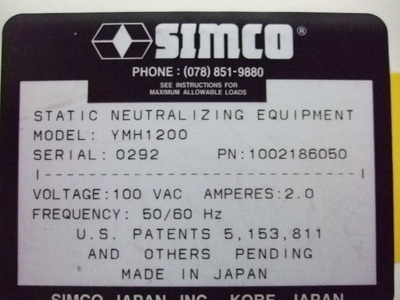 SIMCO®
PHONE : (078) 851-9880
SEE INSTRUCTIONS FOR
MAXIMUM ALLOWABLE LOADS
STATIC NEUTRALIZING EQUIPMENT
MODEL: YMH1200
SERIAL: 0292 PN:1002186050
|------------------------------|
VOLTAGE:100 VAC AMPERES:2.0
FREQUENCY: 50/60 Hz
U.S. PATENTS 5,153,811
AND OTHERS PENDING
MADE IN JAPAN
SIMCO JAPAN INC. KOBE JAPAN